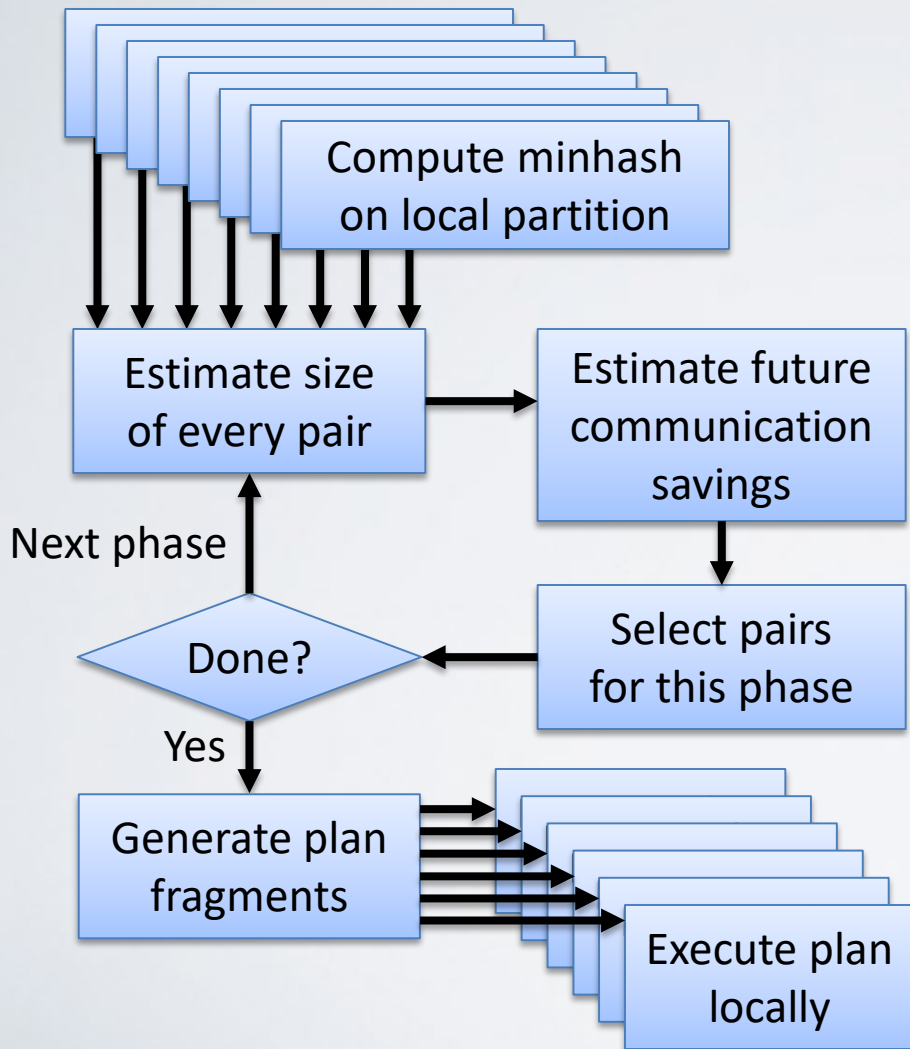 Compute minhash
on local partition
Estimate size
of every pair
Estimate future
communication
savings
Next phase
Done?
Select pairs
for this phase
Yes
Generate plan
fragments
Execute plan
locally